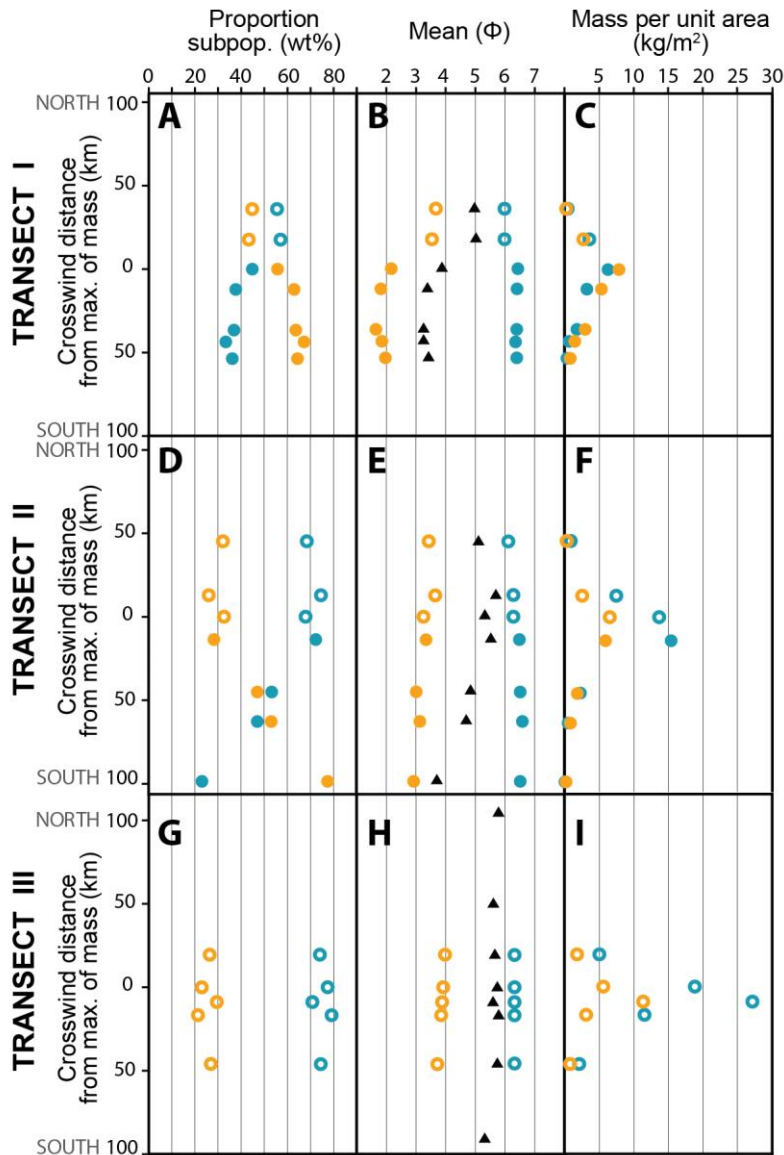 Proportion
subpop. (wt%)
Mean (Φ)
Mass per unit area
(kg/m²)
0 20 40 60 80
2 3 4 5 6 7
5 10 15 20 25 30
TRANSECT I
Crosswind distance
from max. of mass (km)
NORTH 100
50
0
50
SOUTH 100
A
B
C
TRANSECT II
Crosswind distance
from max. of mass (km)
NORTH 100
50
0
50
SOUTH 100
D
E
F
TRANSECT III
Crosswind distance
from max. of mass (km)
NORTH 100
50
0
50
SOUTH 100
G
H
I